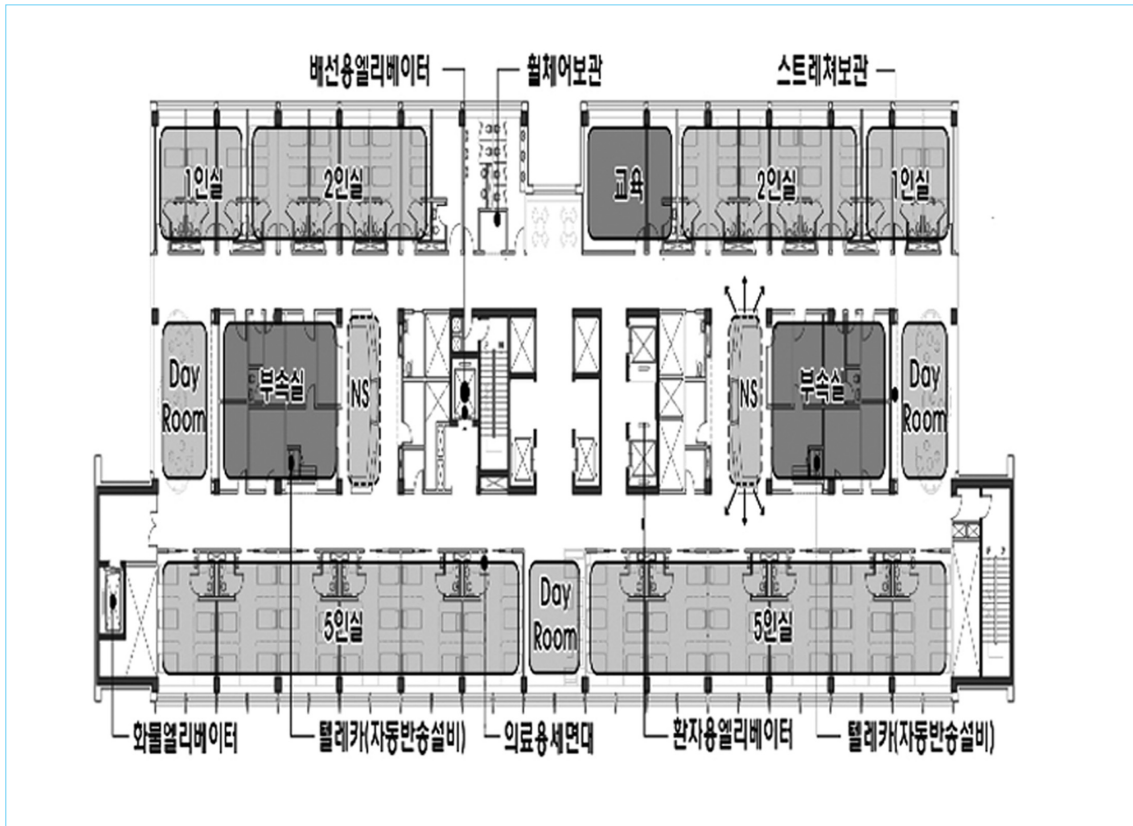 배선용엘리베이터
휠체어보관
스트레쳐보관
1인실
2인실
교육
2인실
1인실
Day
Room
부속실
NS
NS
부속실
Day
Room
5인실
Day
Room
5인실
화물엘리베이터
텔레카(자동반송설비)
의료용세면대
환자용엘리베이터
텔레카(자동반송설비)